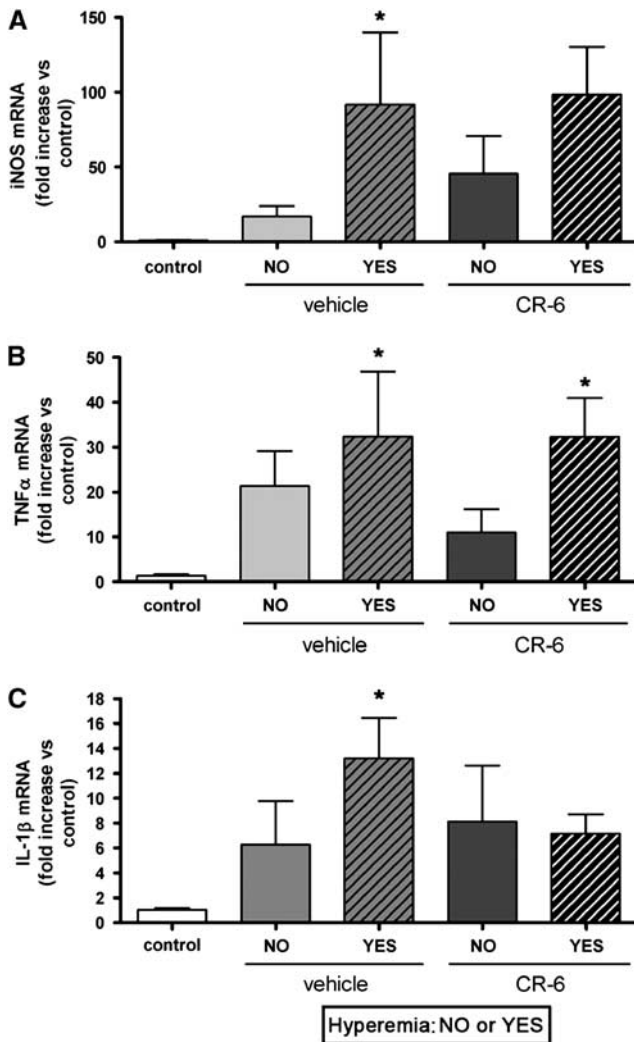 A
iNOS mRNA
(fold increase vs
control)
150
100
50
0
*
control
NO
YES
NO
YES
vehicle
CR-6
B
TNFα mRNA
(fold increase vs
control)
50
40
30
20
10
0
*
*
control
NO
YES
NO
YES
vehicle
CR-6
C
IL-1β mRNA
(fold increase vs
control)
18
16
14
12
10
8
6
4
2
0
*
control
NO
YES
NO
YES
vehicle
CR-6
Hyperemia: NO or YES